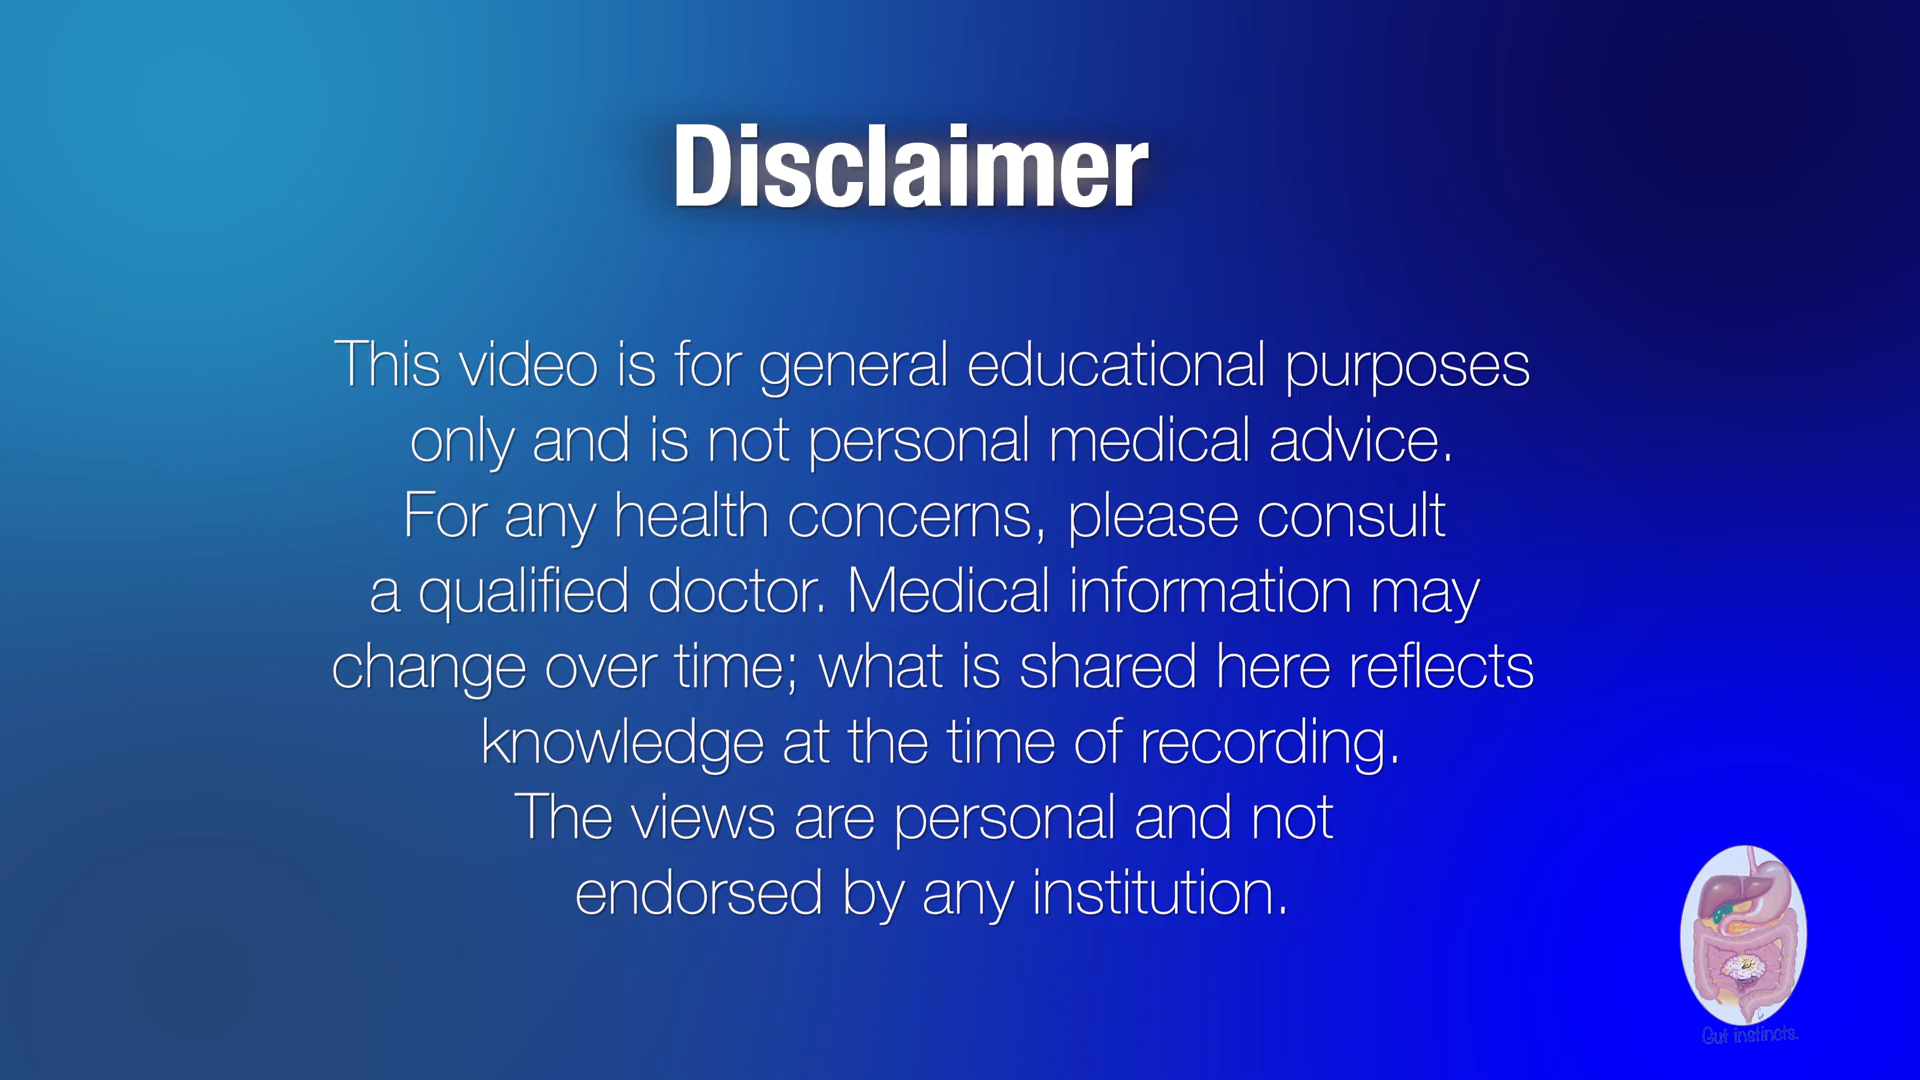 Disclaimer
This video is for general educational purposes
only and is not personal medical advice.
For any health concerns, please consult
a qualified doctor. Medical information may
change over time; what is shared here reflects
knowledge at the time of recording.
The views are personal and not
endorsed by any institution.
Gut instincts.